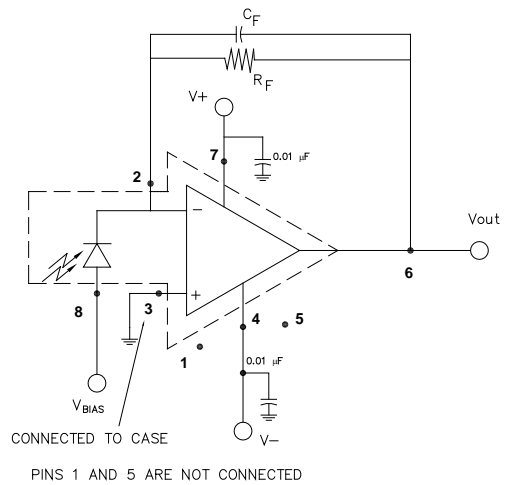 C_F
R_F
V+
7
0.01 µF
2
−
Vout
6
+
8
3
4
5
1
0.01 µF
V_BIAS
V−
CONNECTED TO CASE
PINS 1 AND 5 ARE NOT CONNECTED